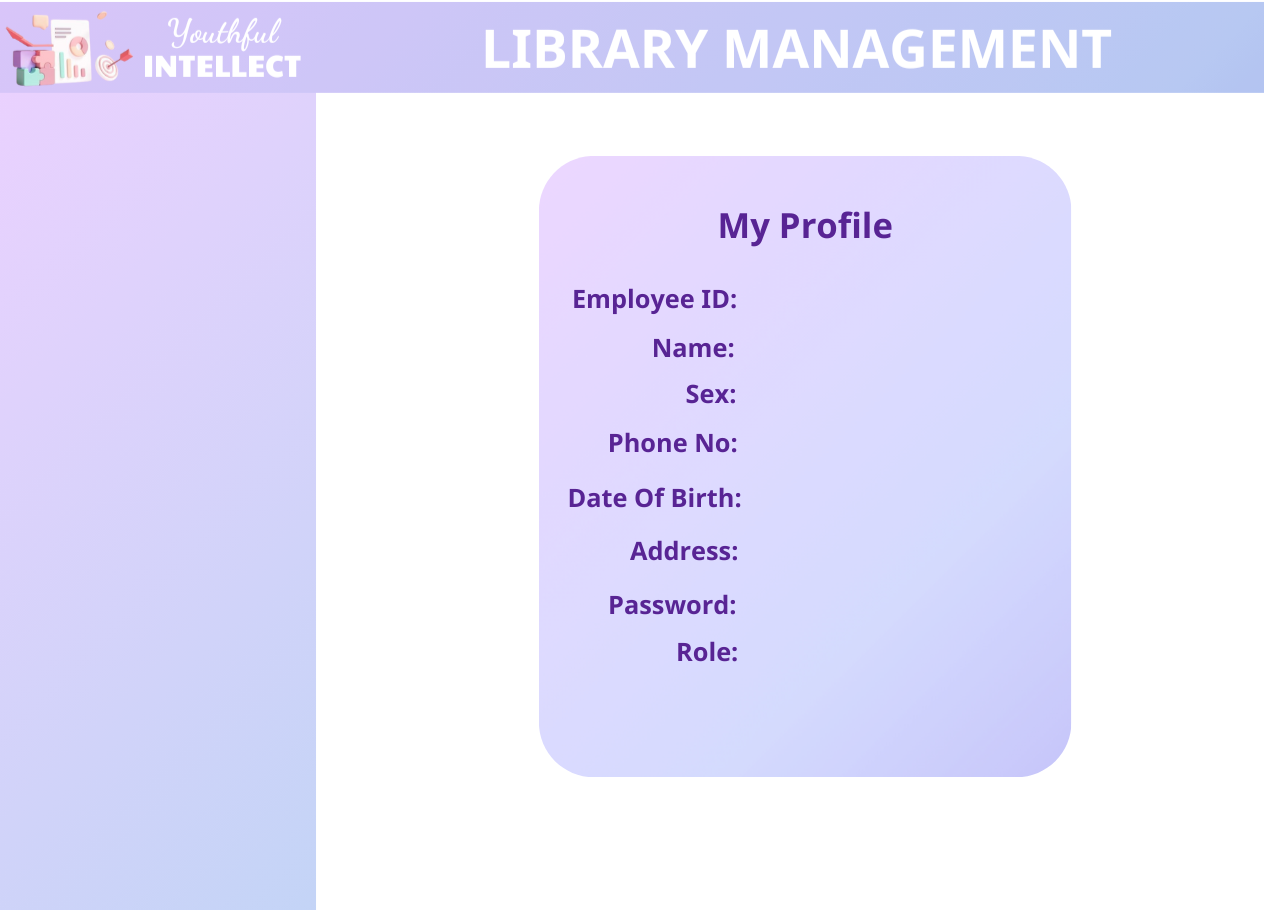 Youthful
INTELLECT
LIBRARY MANAGEMENT
My Profile
Employee ID:
Name:
Sex:
Phone No:
Date Of Birth:
Address:
Password:
Role: